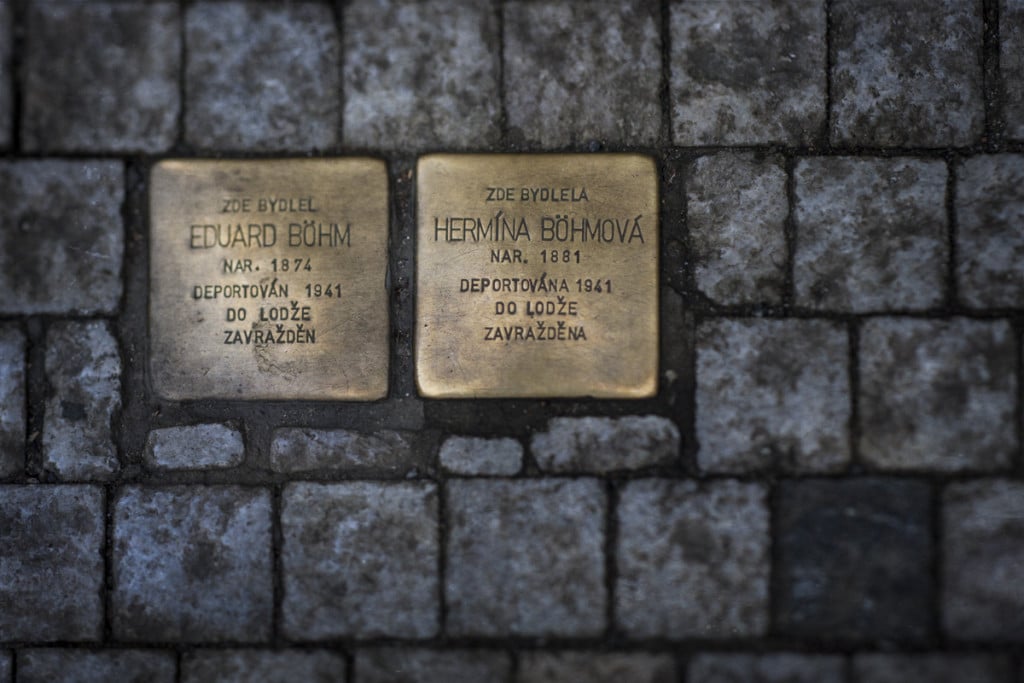 ZDE BYDLEL
EDUARD BÖHM
NAR. 1874
DEPORTOVÁN 1941
DO LODŽE
ZAVRAŽDĚN
ZDE BYDLELA
HERMÍNA BÖHMOVÁ
NAR. 1881
DEPORTOVÁNA 1941
DO LODŽE
ZAVRAŽDĚNA